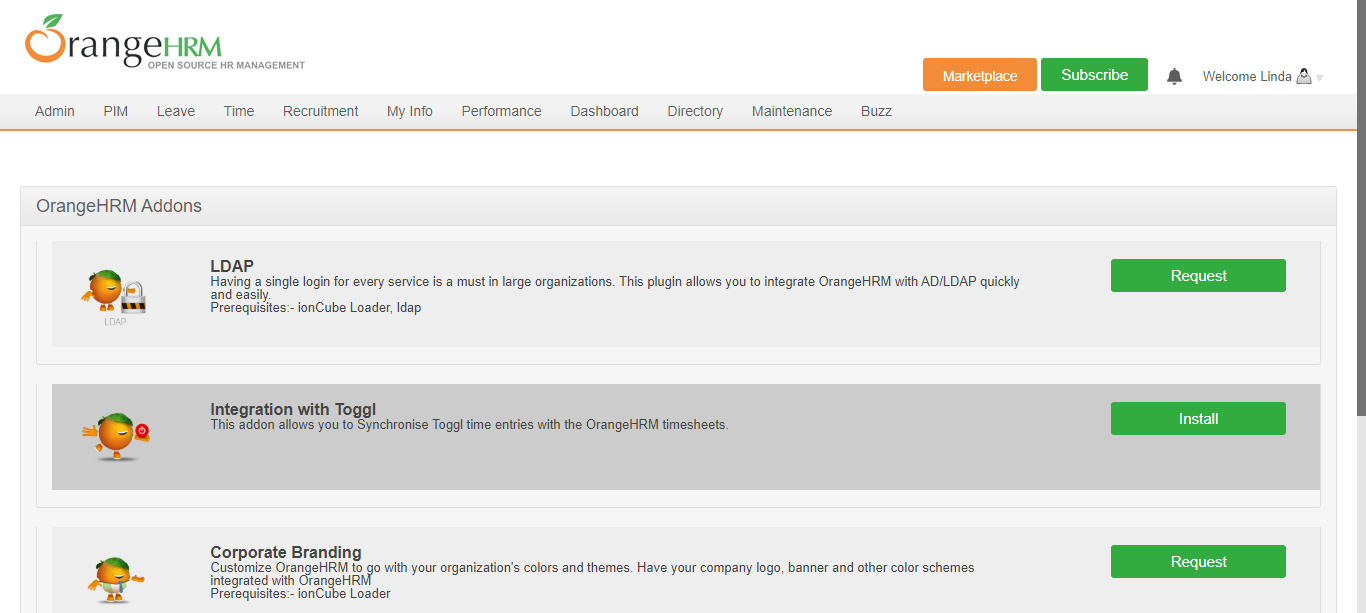 OrangeHRM
OPEN SOURCE HR MANAGEMENT
Marketplace Subscribe Welcome Linda
Admin PIM Leave Time Recruitment My Info Performance Dashboard Directory Maintenance Buzz
OrangeHRM Addons
LDAP
Having a single login for every service is a must in large organizations. This plugin allows you to integrate OrangeHRM with AD/LDAP quickly
and easily.
Prerequisites:- ionCube Loader, ldap
Request
LDAP
Integration with Toggl
This addon allows you to Synchronise Toggl time entries with the OrangeHRM timesheets.
Install
Corporate Branding
Customize OrangeHRM to go with your organization's colors and themes. Have your company logo, banner and other color schemes
integrated with OrangeHRM
Prerequisites:- ionCube Loader
Request